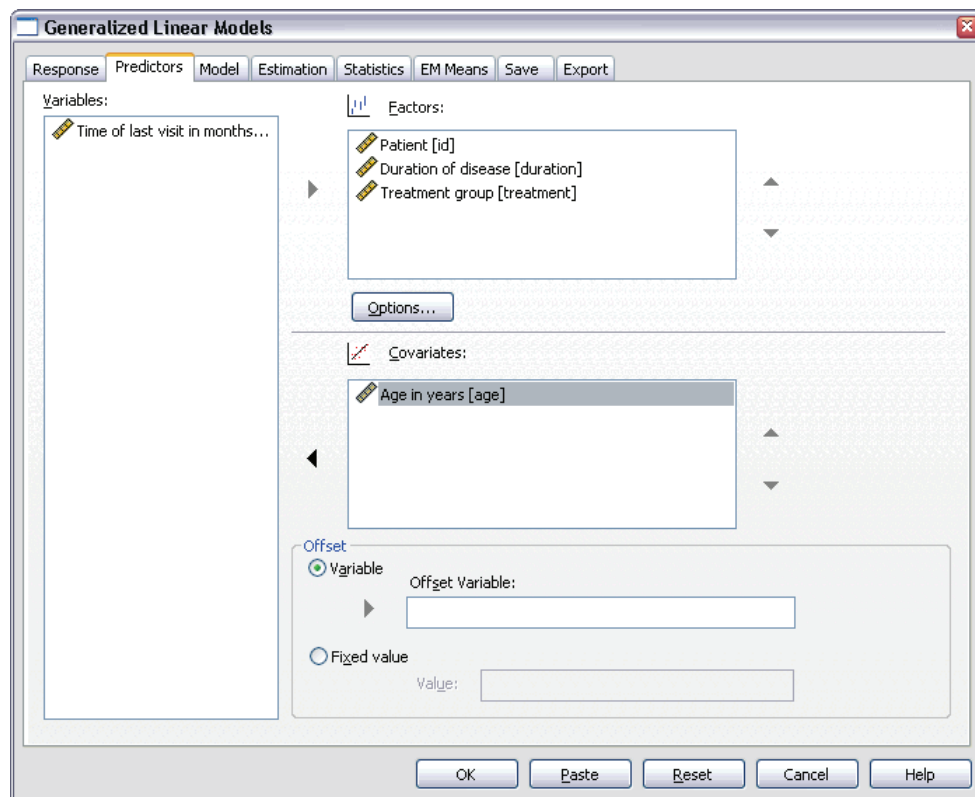 Generalized Linear Models
Response Predictors Model Estimation Statistics EM Means Save Export
Variables:
Time of last visit in months...
Factors:
Patient [id]
Duration of disease [duration]
Treatment group [treatment]
Options...
Covariates:
Age in years [age]
Offset
Variable
Offset Variable:
Fixed value
Value:
OK Paste Reset Cancel Help